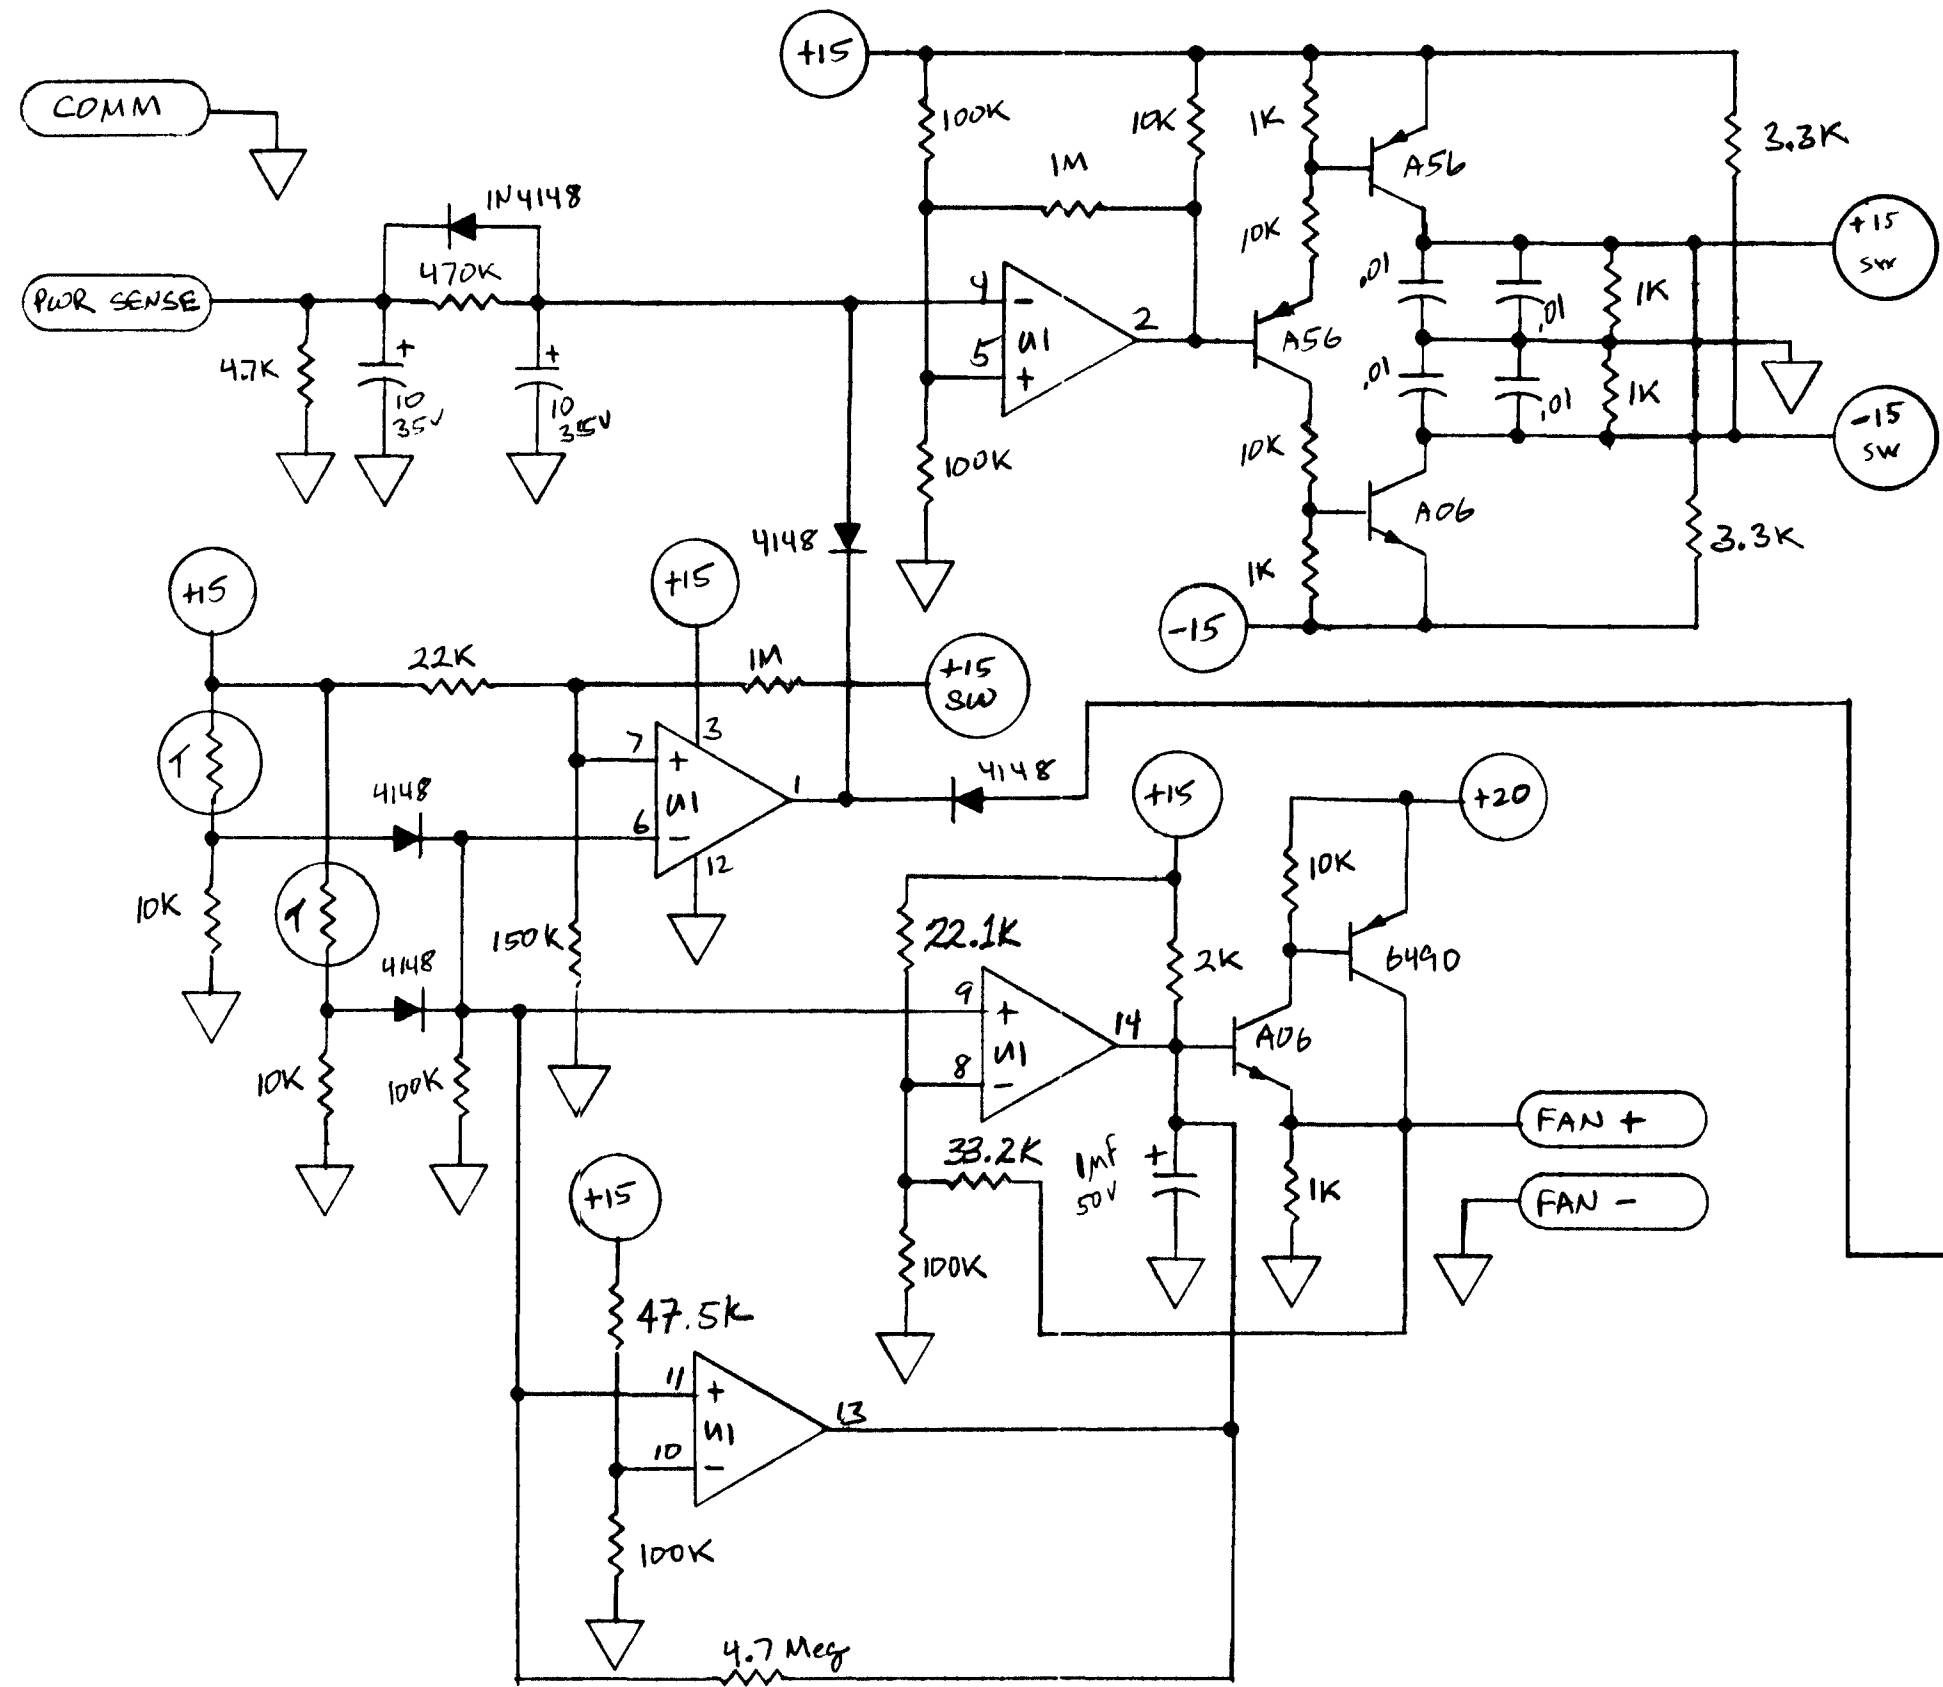 +15
COMM
100K
10K
1K
A56
3.3K
1M
1N4148
470K
PWR SENSE
4.7K
+
10
35V
+
10
35V
10K
4
-
5
+
U1
2
A56
.01
.01
1K
+15
SW
.01
.01
1K
-15
SW
100K
10K
A06
3.3K
4148
1K
-15
+15
+15
22K
1M
+15
SW
T
7
+
3
U1
1
6
-
12
4148
4148
+15
+20
10K
T
10K
150K
22.1K
2K
10K
6490
4148
9
+
U1
14
8
-
A06
10K
100K
33.2K
1MF
50V
+
1K
FAN +
FAN -
+15
100K
47.5K
11
+
U1
13
10
-
100K
4.7 Meg